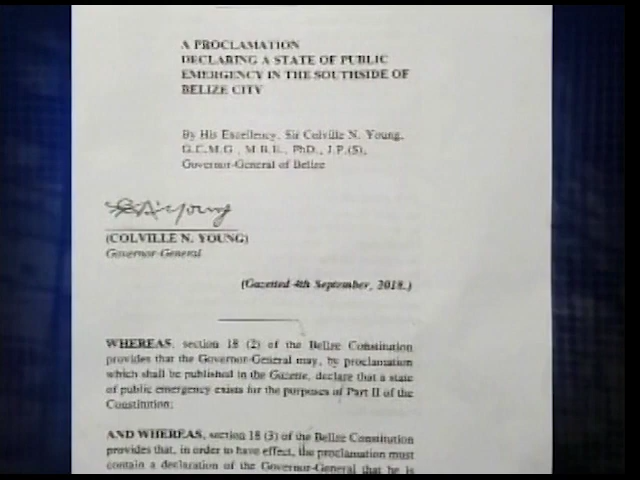 A PROCLAMATION
DECLARING A STATE OF PUBLIC
EMERGENCY IN THE SOUTHSIDE OF
BELIZE CITY
By His Excellency, Sir Colville N. Young,
G.C.M.G., M.B.E., PhD., J.P.(S),
Governor-General of Belize
Young
(COLVILLE N. YOUNG)
Governor-General
(Gazetted 4th September, 2018.)
WHEREAS, section 18 (2) of the Belize Constitution
provides that the Governor-General may, by proclamation
which shall be published in the Gazette, declare that a state
of public emergency exists for the purposes of Part II of the
Constitution;
AND WHEREAS, section 18 (3) of the Belize Constitution
provides that, in order to have effect, the proclamation must
contain a declaration of the Governor-General that he is